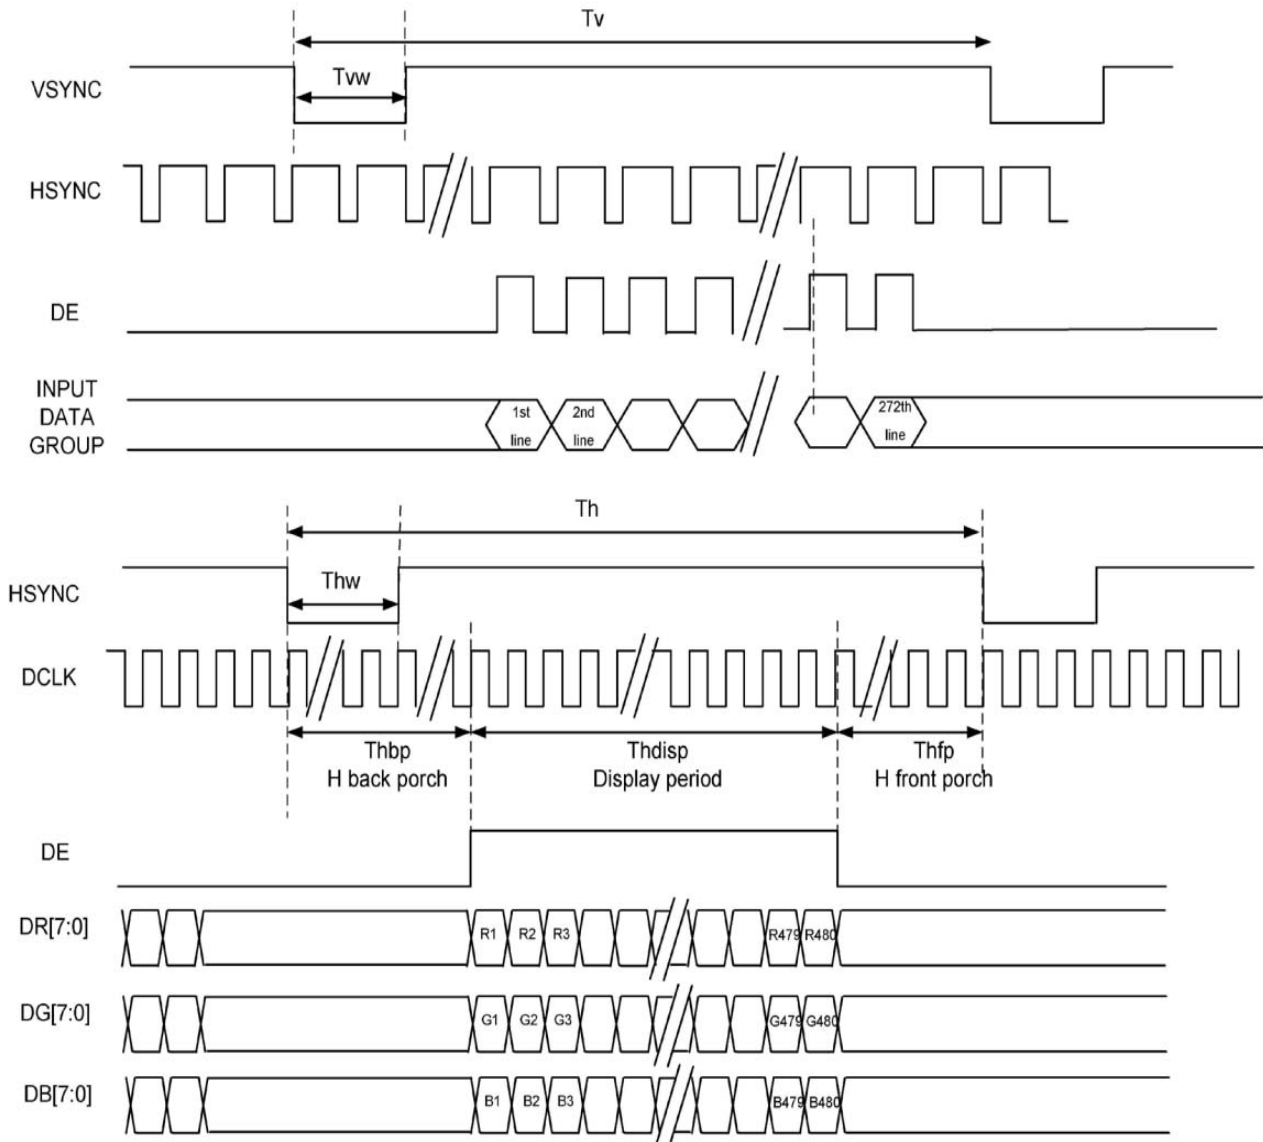 Tv
VSYNC
Tvw
HSYNC
DE
INPUT
DATA
GROUP
1st
line
2nd
line
272th
line
Th
HSYNC
Thw
DCLK
Thbp
H back porch
Thdisp
Display period
Thfp
H front porch
DE
DR[7:0]
R1 R2 R3 R479 R480
DG[7:0]
G1 G2 G3 G479 G480
DB[7:0]
B1 B2 B3 B479 B480